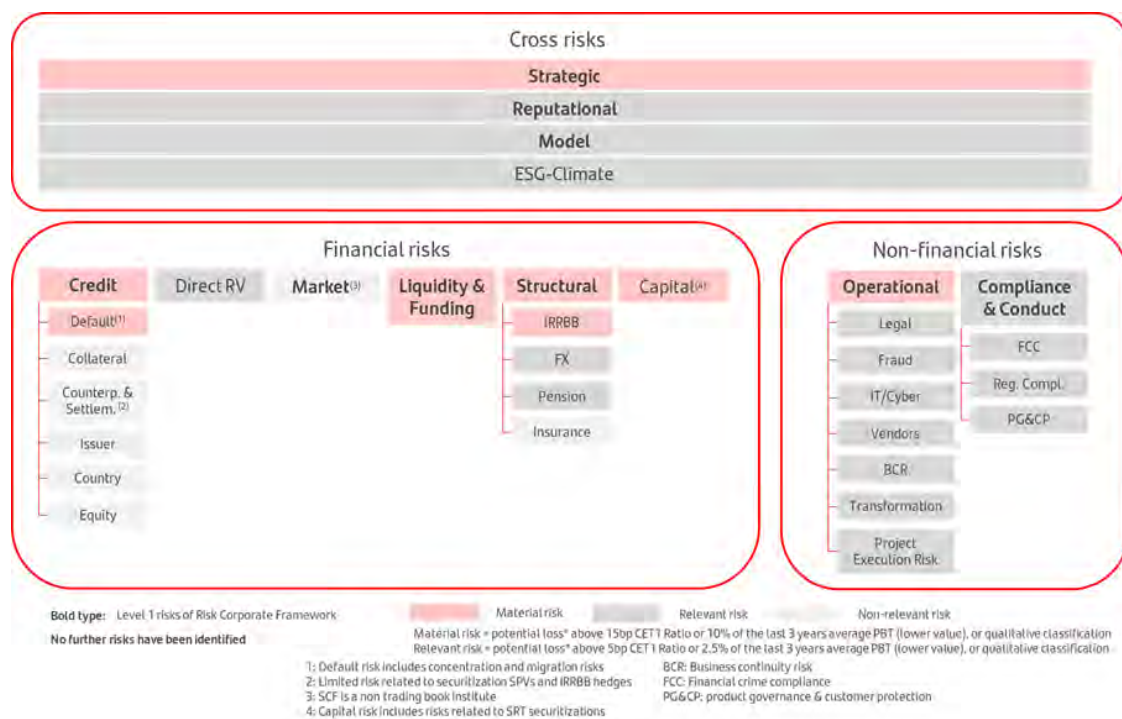 Cross risks
Strategic
Reputational
Model
ESG-Climate
Financial risks
Credit
Default(1)
Collateral
Counterp. &
Settlem. (2)
Issuer
Country
Equity
Direct RV
Market(3)
Liquidity &
Funding
Structural
IRRBB
FX
Pension
Insurance
Capital(4)
Non-financial risks
Operational
Legal
Fraud
IT/Cyber
Vendors
BCR
Transformation
Project
Execution Risk
Compliance
& Conduct
FCC
Reg. Compl.
PG&CP
Bold type: Level 1 risks of Risk Corporate Framework
Material risk
Relevant risk
Non-relevant risk
No further risks have been identified
Material risk = potential loss* above 15bp CET1 Ratio or 10% of the last 3 years average PBT (lower value), or qualitative classification
Relevant risk = potential loss* above 5bp CET1 Ratio or 2.5% of the last 3 years average PBT (lower value), or qualitative classification
1: Default risk includes concentration and migration risks
2: Limited risk related to securitization SPVs and IRRBB hedges
3: SCF is a non trading book institute
4: Capital risk includes risks related to SRT securitizations
BCR: Business continuity risk
FCC: Financial crime compliance
PG&CP: product governance & customer protection